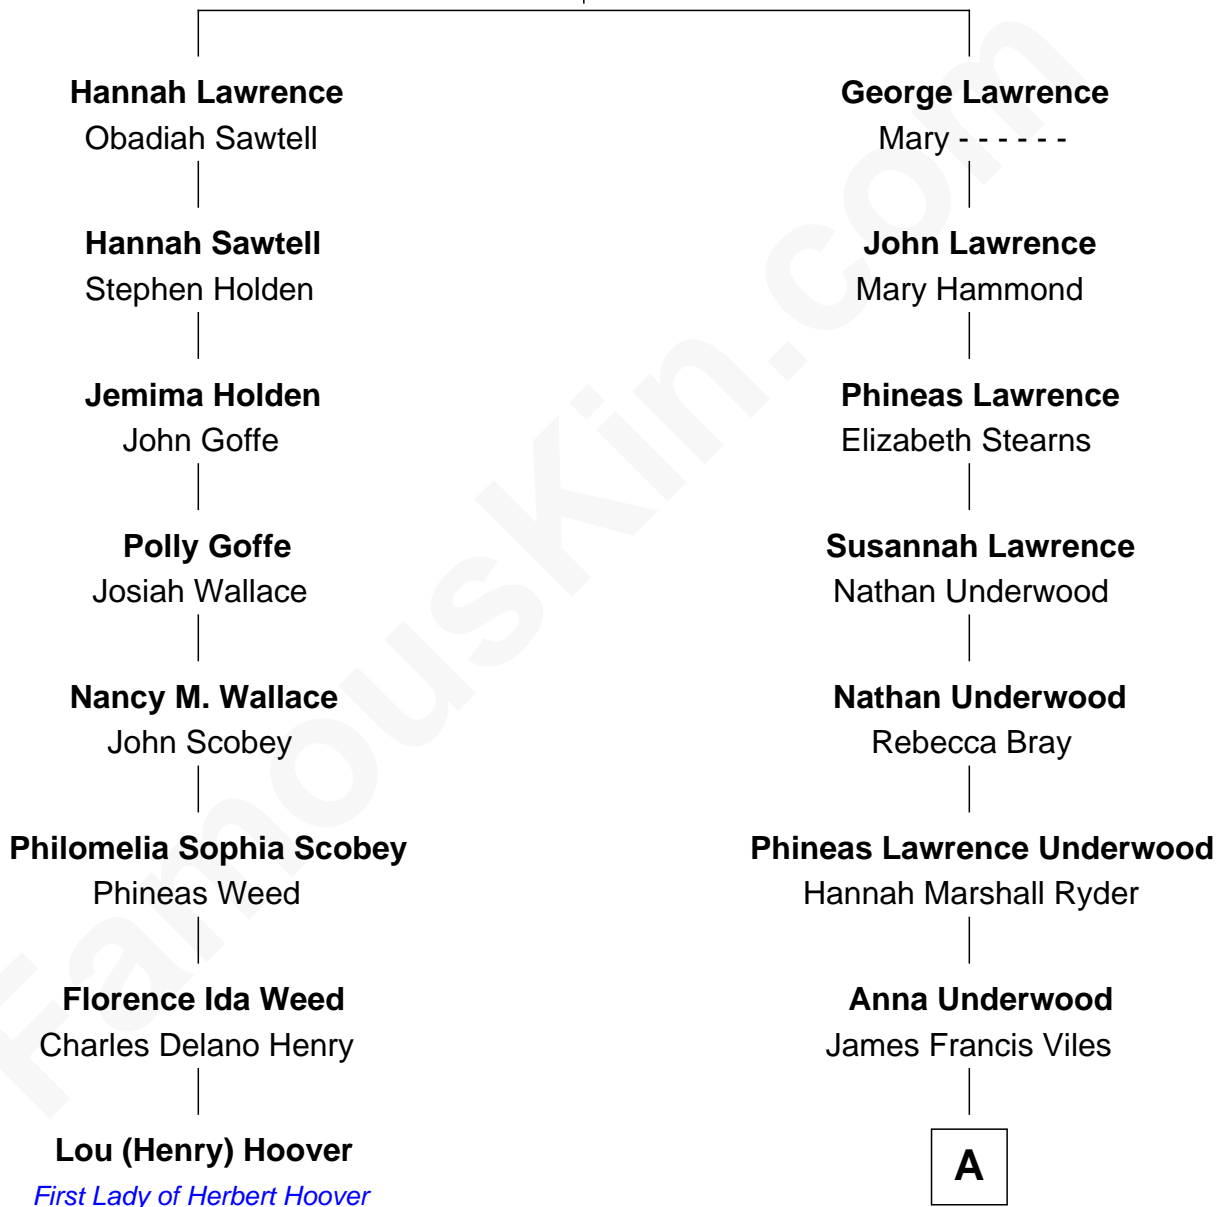 Hannah Lawrence
Obadiah Sawtell
Hannah Sawtell
Stephen Holden
Jemima Holden
John Goffe
Polly Goffe
Josiah Wallace
Nancy M. Wallace
John Scobey
Philomelia Sophia Scobey
Phineas Weed
Florence Ida Weed
Charles Delano Henry
Lou (Henry) Hoover
First Lady of Herbert Hoover
George Lawrence
Mary - - - - - -
John Lawrence
Mary Hammond
Phineas Lawrence
Elizabeth Stearns
Susannah Lawrence
Nathan Underwood
Nathan Underwood
Rebecca Bray
Phineas Lawrence Underwood
Hannah Marshall Ryder
Anna Underwood
James Francis Viles
A
FamousKin.com